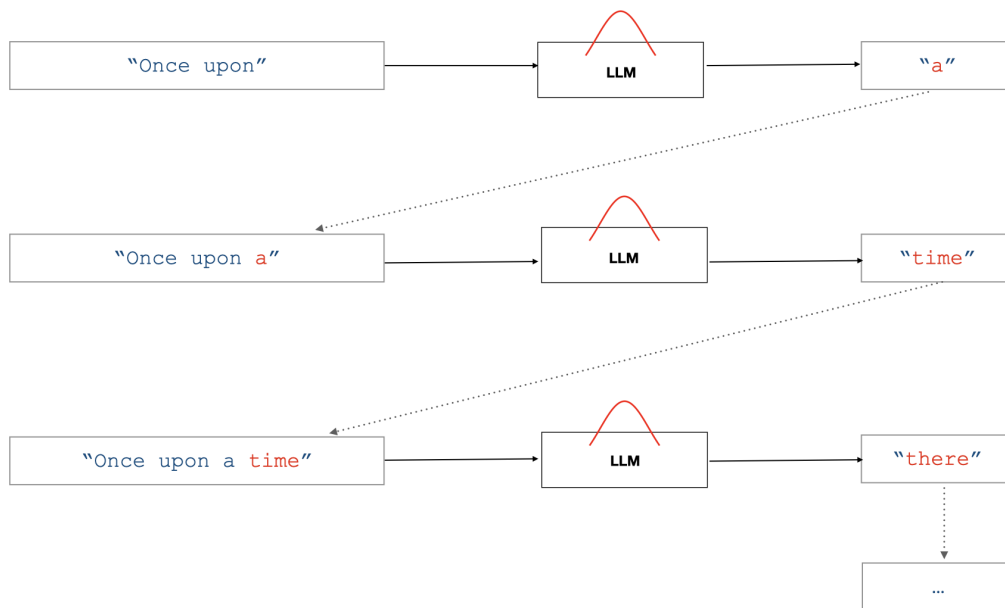 “Once upon”
LLM
“a”
“Once upon a”
LLM
“time”
“Once upon a time”
LLM
“there”
…